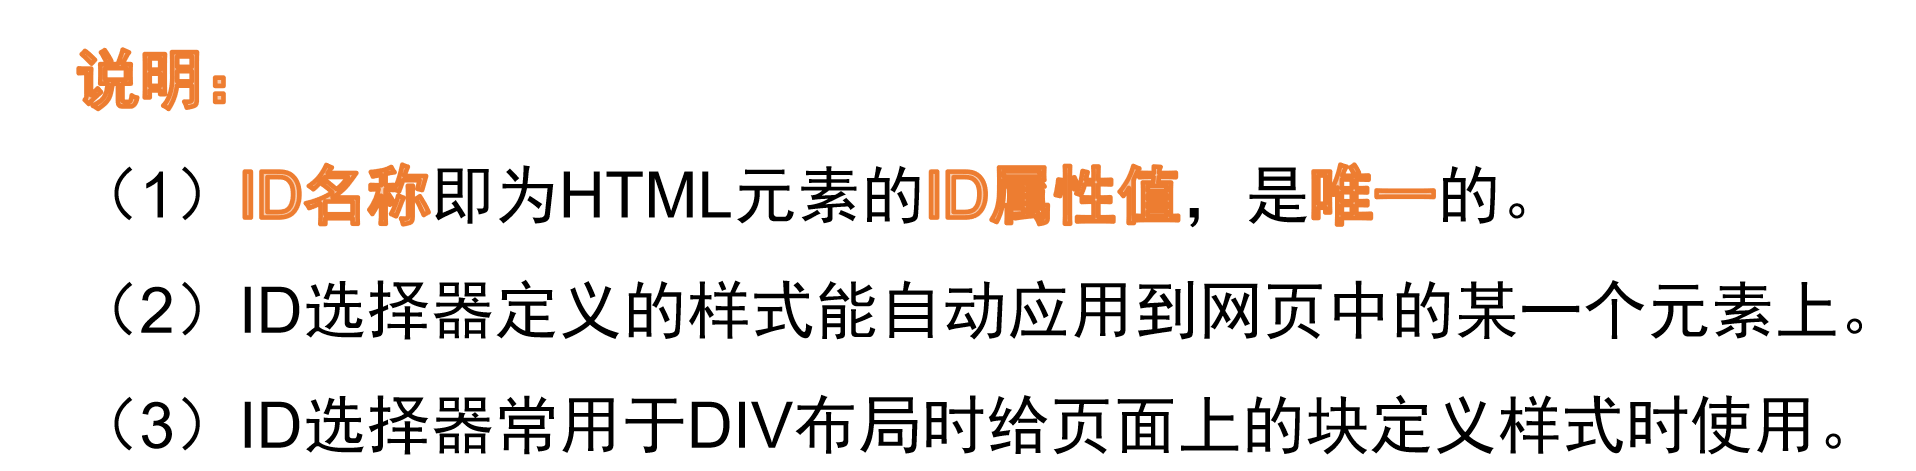 说明：
（1）ID名称即为HTML元素的ID属性值，是唯一的。
（2）ID选择器定义的样式能自动应用到网页中的某一个元素上。
（3）ID选择器常用于DIV布局时给页面上的块定义样式时使用。